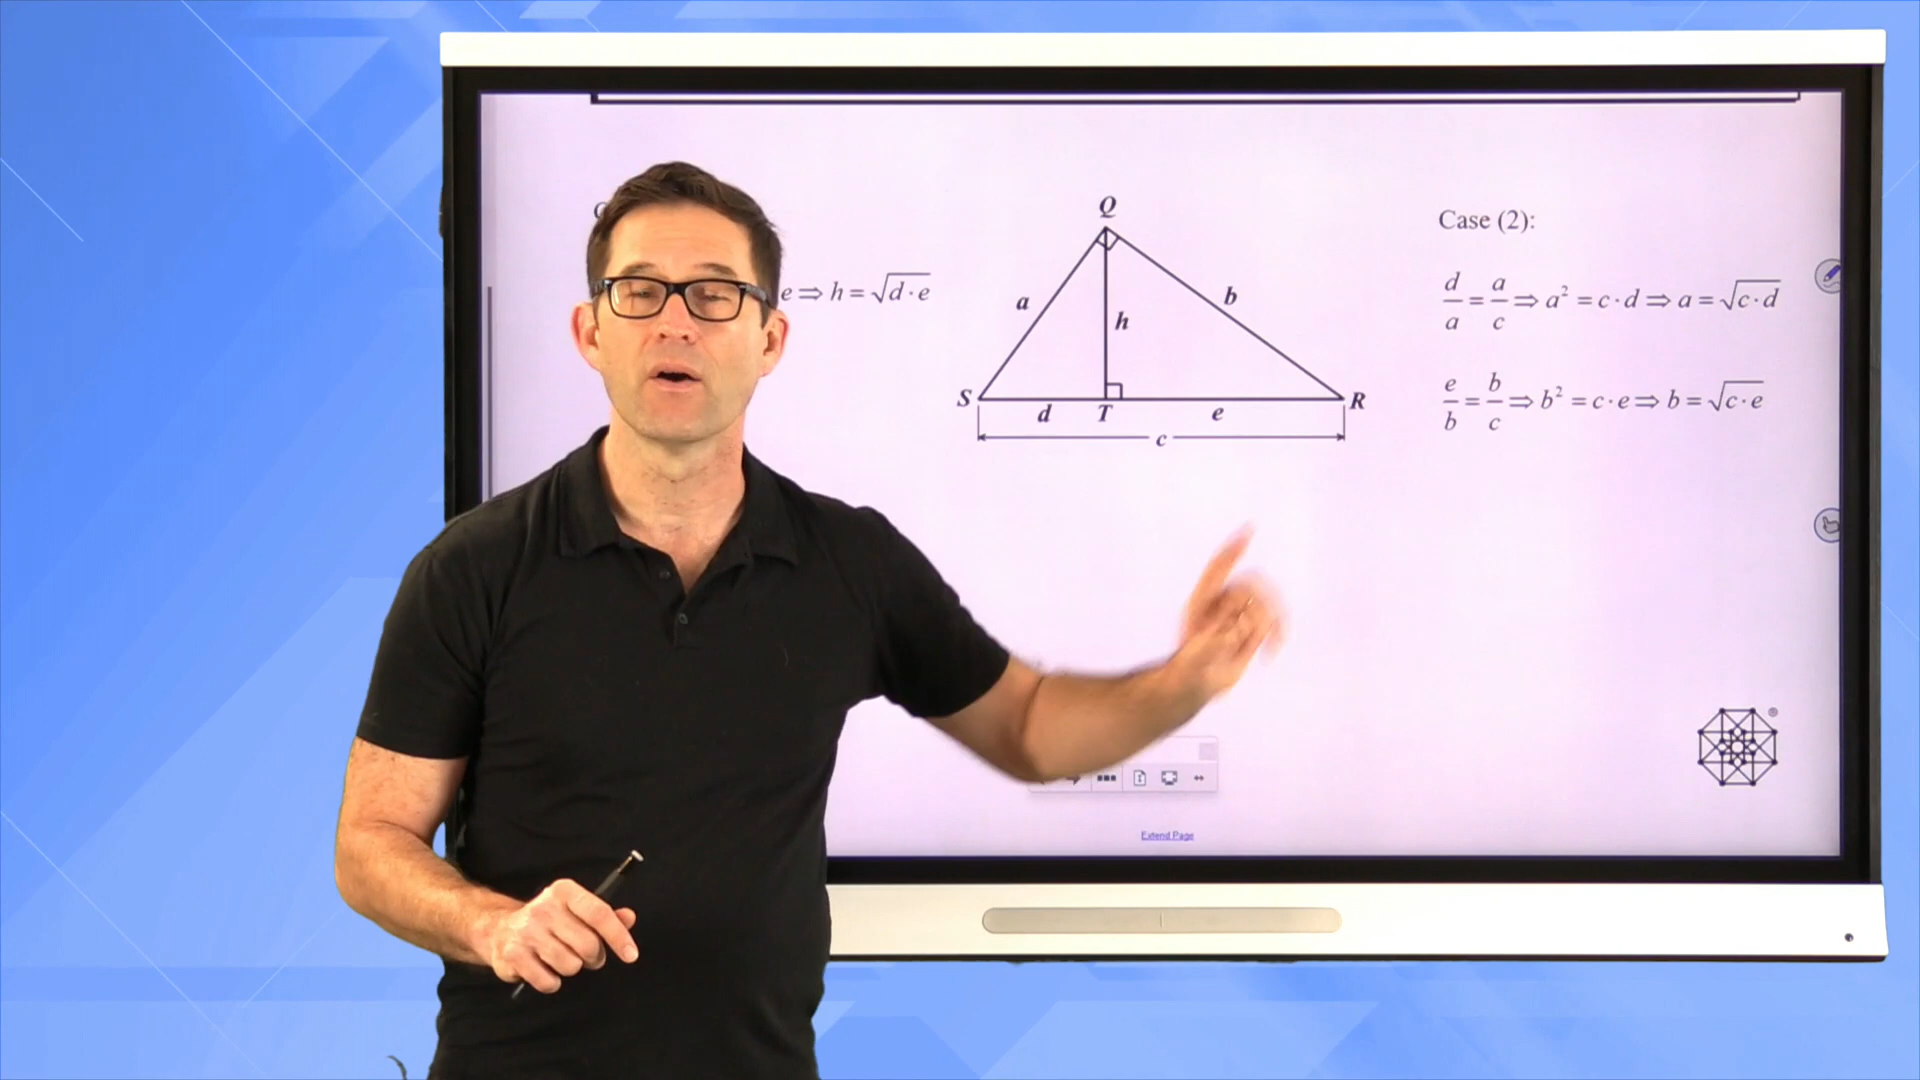 e ⇒ h = √(d·e)
Q
a
b
h
S
d
T
e
R
c
Case (2):
d/a = a/c ⇒ a² = c·d ⇒ a = √(c·d)
e/b = b/c ⇒ b² = c·e ⇒ b = √(c·e)
®
Extend Page